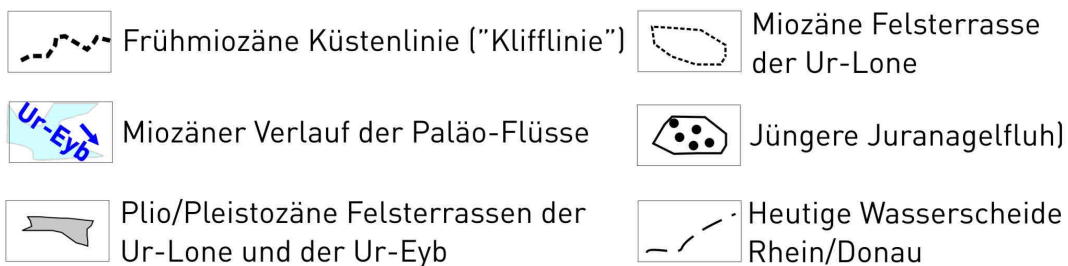 Frühmiozäne Küstenlinie ("Klifflinie")
Ur-Eyb
Miozäner Verlauf der Paläo-Flüsse
Plio/Pleistozäne Felsterrassen der
Ur-Lone und der Ur-Eyb
Miozäne Felsterrasse
der Ur-Lone
Jüngere Juranagelfluh)
Heutige Wasserscheide
Rhein/Donau